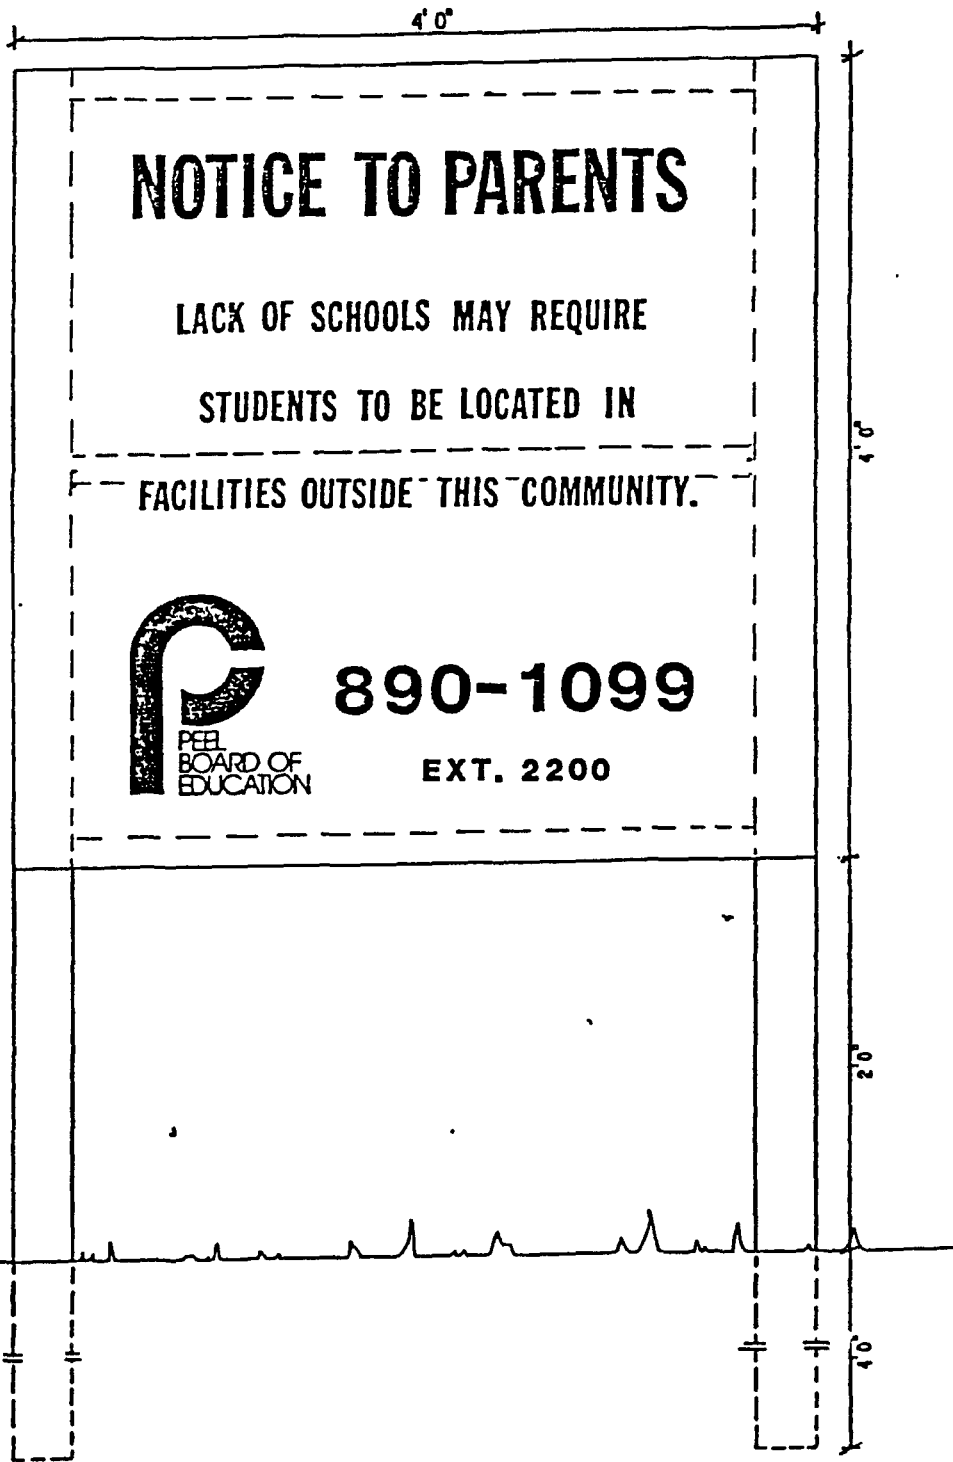 4' 0"
NOTICE TO PARENTS
LACK OF SCHOOLS MAY REQUIRE
STUDENTS TO BE LOCATED IN
FACILITIES OUTSIDE THIS COMMUNITY.
4' 0"
890-1099
PEEL
BOARD OF
EDUCATION
EXT. 2200
2' 0"
4' 0"